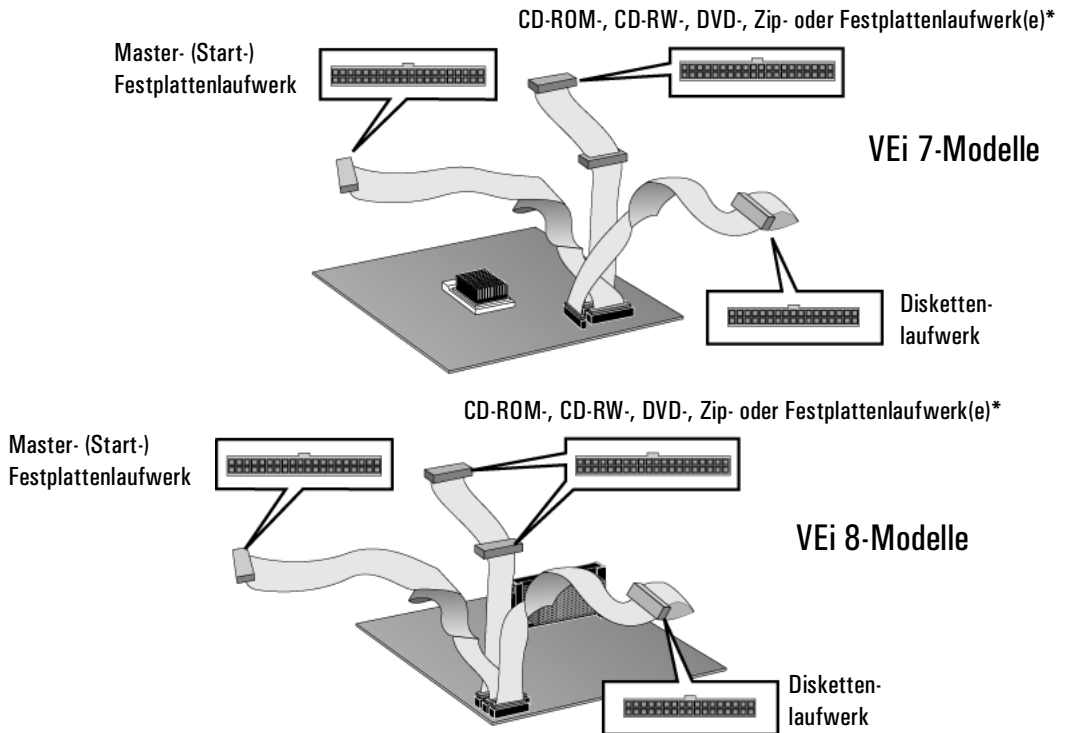 CD-ROM-, CD-RW-, DVD-, Zip- oder Festplattenlaufwerk(e)*
Master- (Start-)
Festplattenlaufwerk
VEi 7-Modelle
Disketten-
laufwerk
CD-ROM-, CD-RW-, DVD-, Zip- oder Festplattenlaufwerk(e)*
Master- (Start-)
Festplattenlaufwerk
VEi 8-Modelle
Disketten-
laufwerk